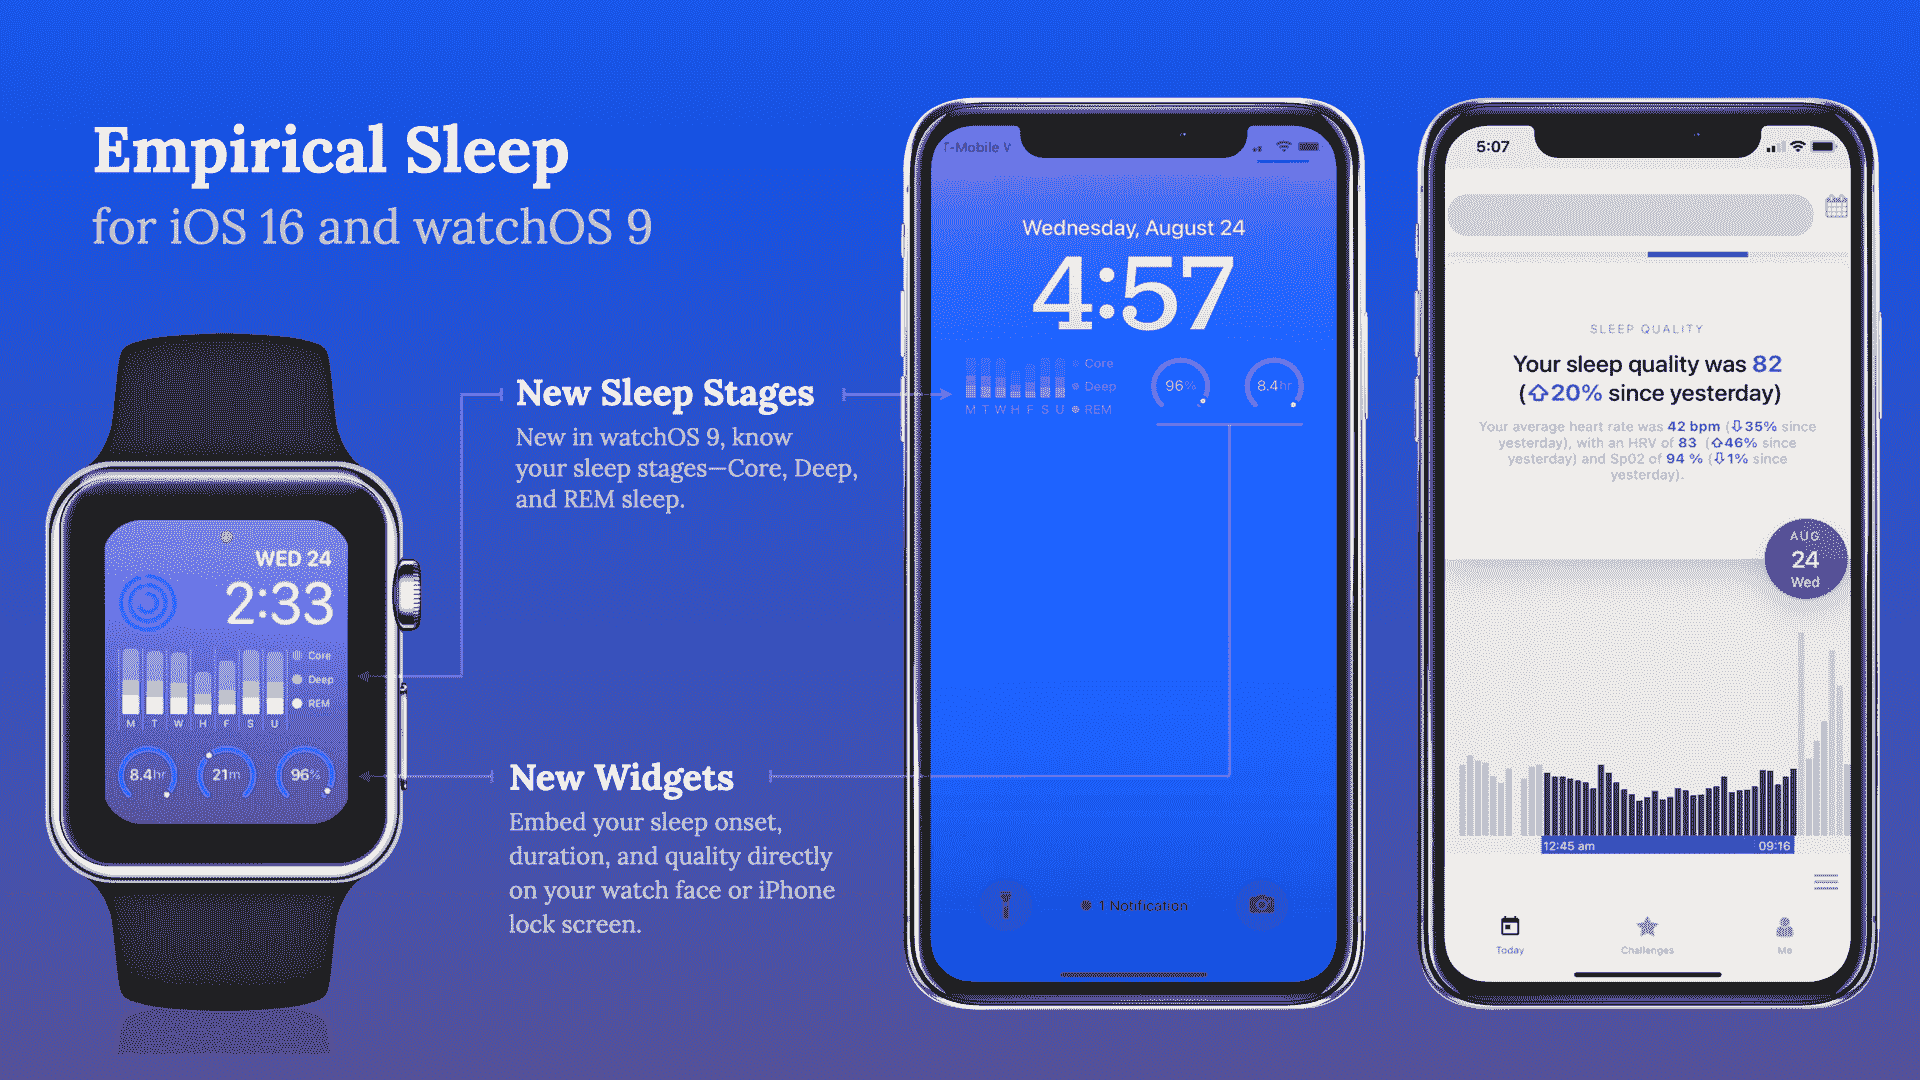 Empirical Sleep
for iOS 16 and watchOS 9
WED 24
2:33
Core
Deep
REM
M T W H F S U
8.4hr
21m
96%
New Sleep Stages
New in watchOS 9, know
your sleep stages—Core, Deep,
and REM sleep.
New Widgets
Embed your sleep onset,
duration, and quality directly
on your watch face or iPhone
lock screen.
T-Mobile V
Wednesday, August 24
4:57
Core
Deep
REM
M T W H F S U
96%
8.4hr
1 Notification
5:07
SLEEP QUALITY
Your sleep quality was 82
(⇧20% since yesterday)
Your average heart rate was 42 bpm (⇩35% since
yesterday), with an HRV of 83 (⇧46% since
yesterday) and Sp02 of 94 % (⇩1% since
yesterday).
AUG
24
Wed
12:45 am
09:16
Today
Challenges
Me